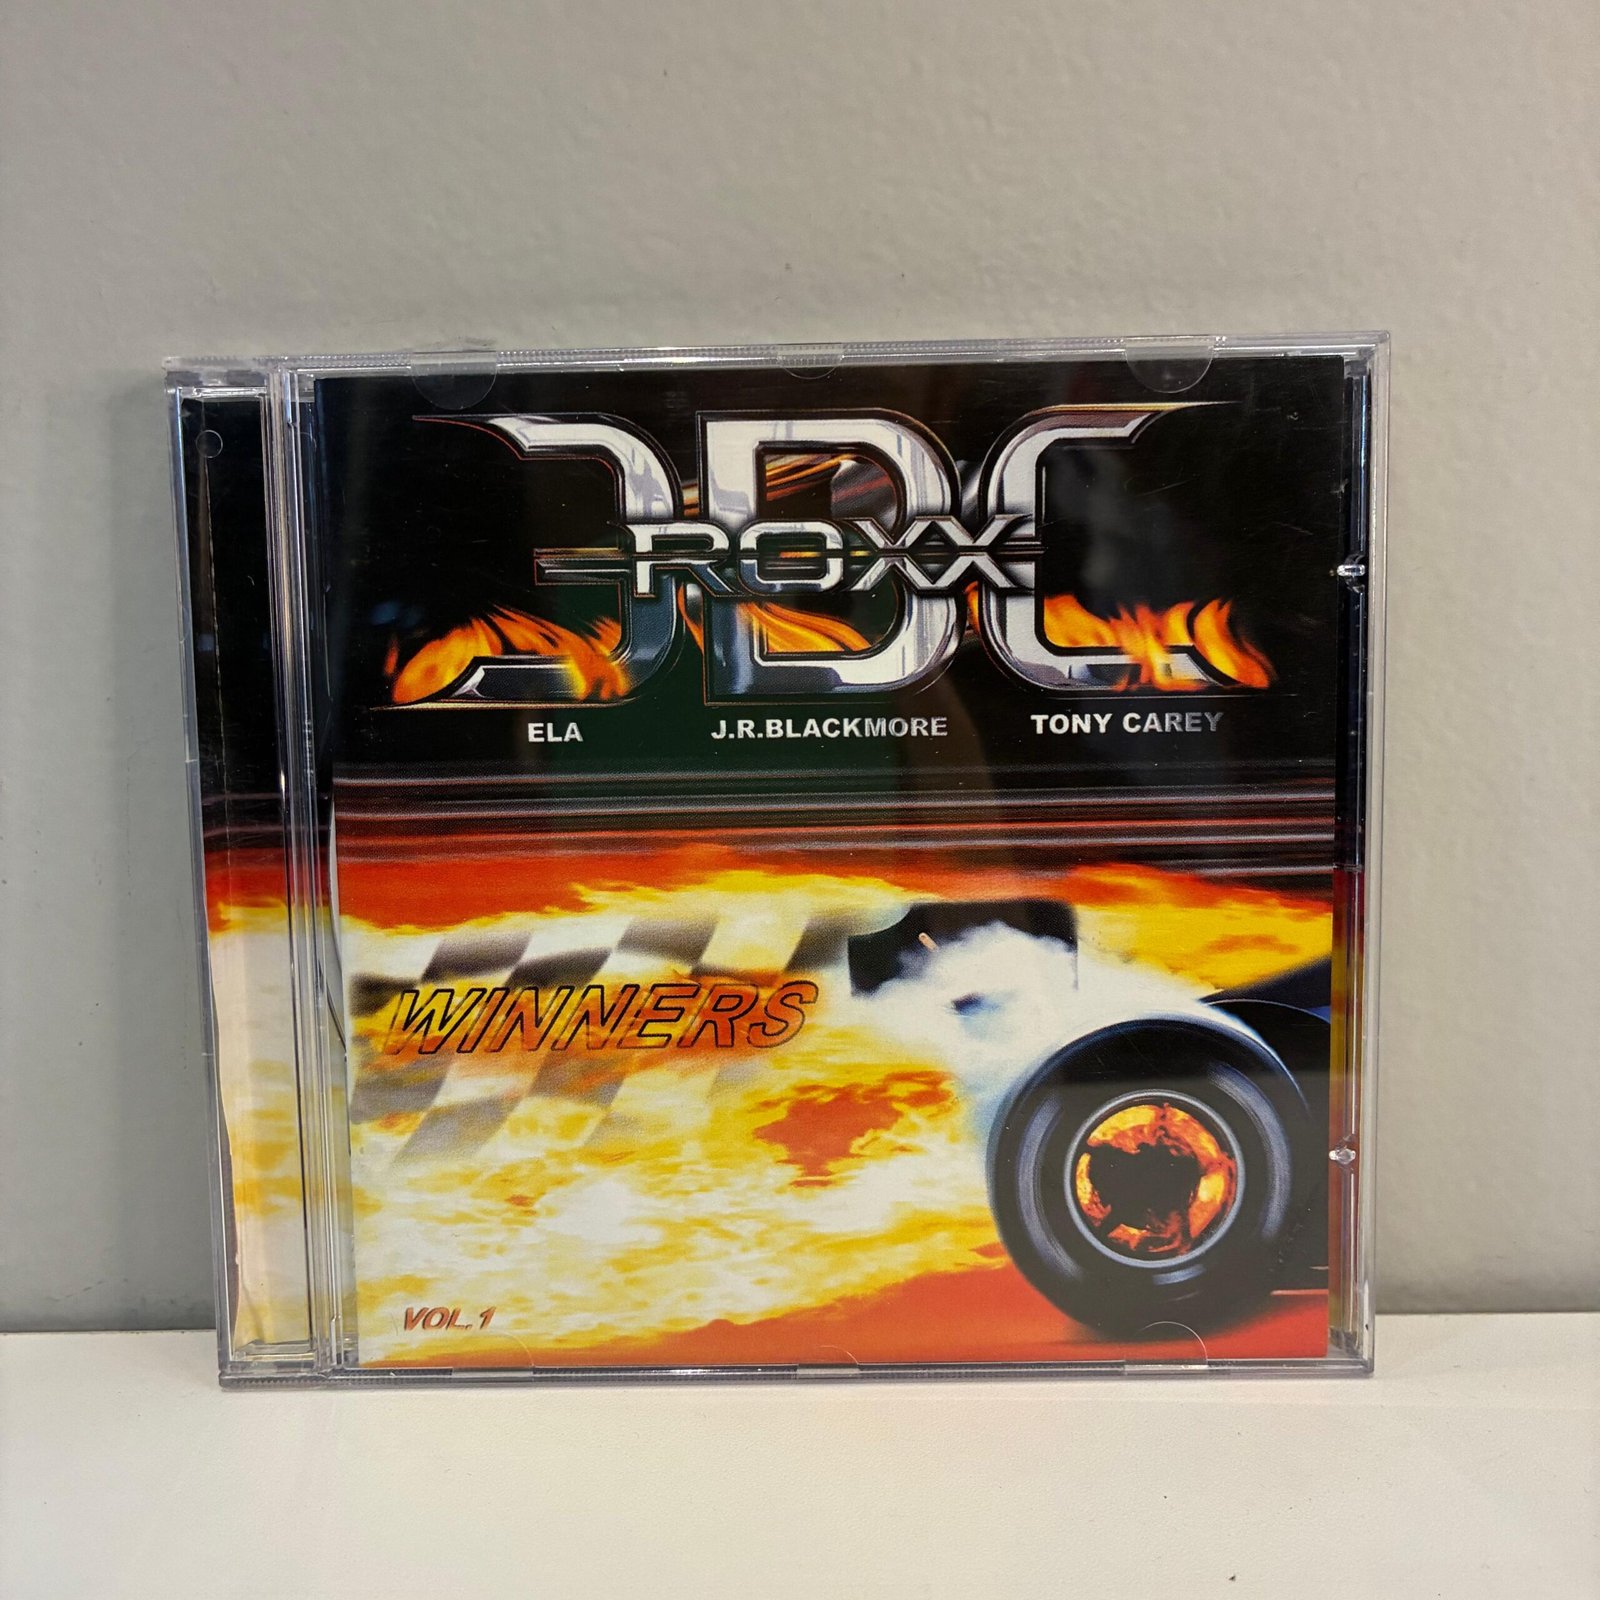 EBC
ROXX
ELA J.R.BLACKMORE TONY CAREY
WINNERS
VOL.1